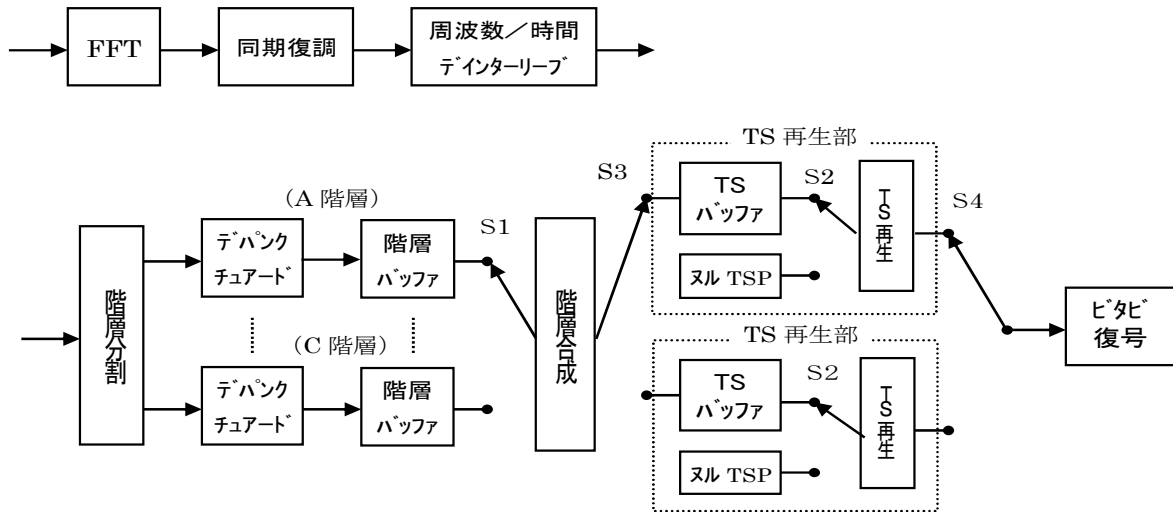 FFT
同期復調
周波数／時間
ﾃﾞｲﾝﾀｰﾘｰﾌﾞ
TS 再生部
S3
TS
ﾊﾞｯﾌｧ
S2
TS再生
S4
ﾇﾙ TSP
(A 階層)
S1
階層分割
ﾃﾞﾊﾟﾝｸ
ﾁｭｱｰﾄﾞ
階層
ﾊﾞｯﾌｧ
階層合成
(C 階層)
ﾃﾞﾊﾟﾝｸ
ﾁｭｱｰﾄﾞ
階層
ﾊﾞｯﾌｧ
TS 再生部
TS
ﾊﾞｯﾌｧ
S2
TS再生
ﾇﾙ TSP
ﾋﾞﾀﾋﾞ
復号